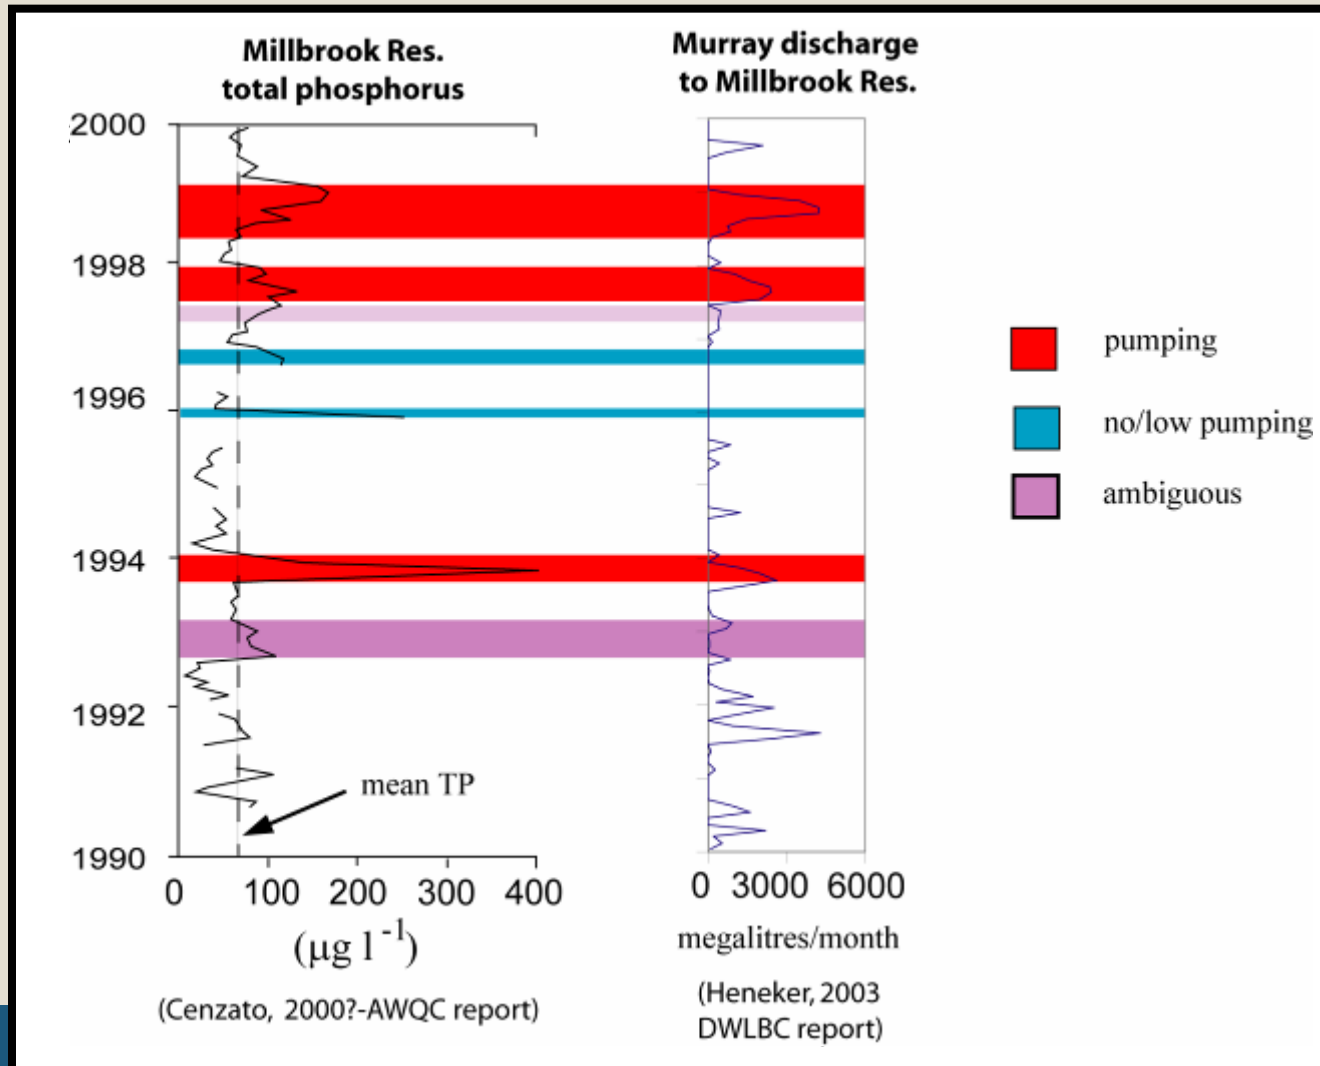 Millbrook Res.
total phosphorus
Murray discharge
to Millbrook Res.
2000
1998
1996
1994
1992
1990
mean TP
0 100 200 300 400
(µg l⁻¹)
(Cenzato, 2000?-AWQC report)
0 3000 6000
megalitres/month
(Heneker, 2003
DWLBC report)
pumping
no/low pumping
ambiguous